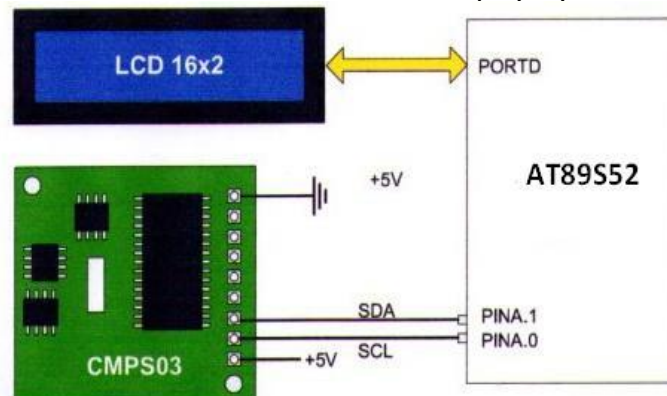 LCD 16x2
PORTD
+5V
AT89S52
SDA
PINA.1
SCL
PINA.0
CMPS03
+5V